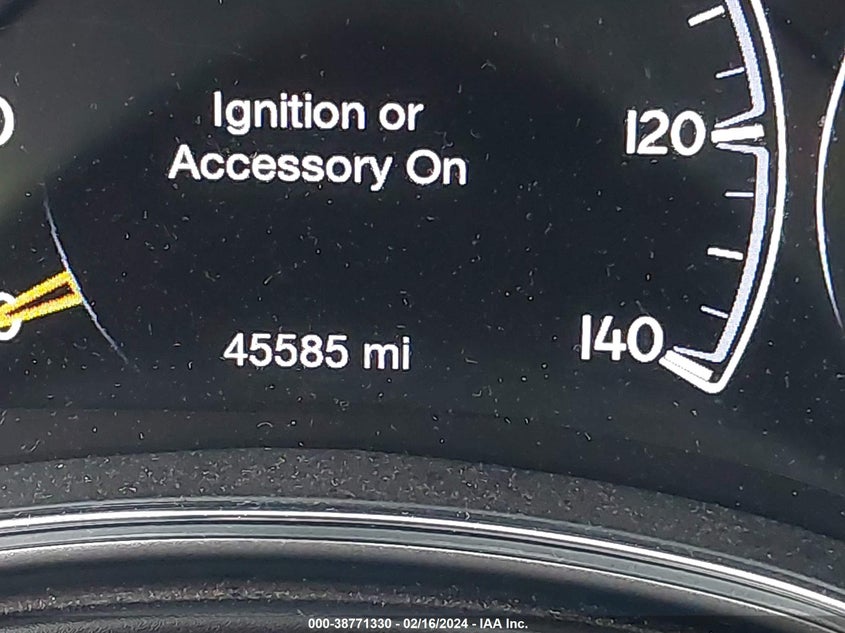 Ignition or
Accessory On
120
45585 mi
140
000-38771330 - 02/16/2024 - IAA Inc.